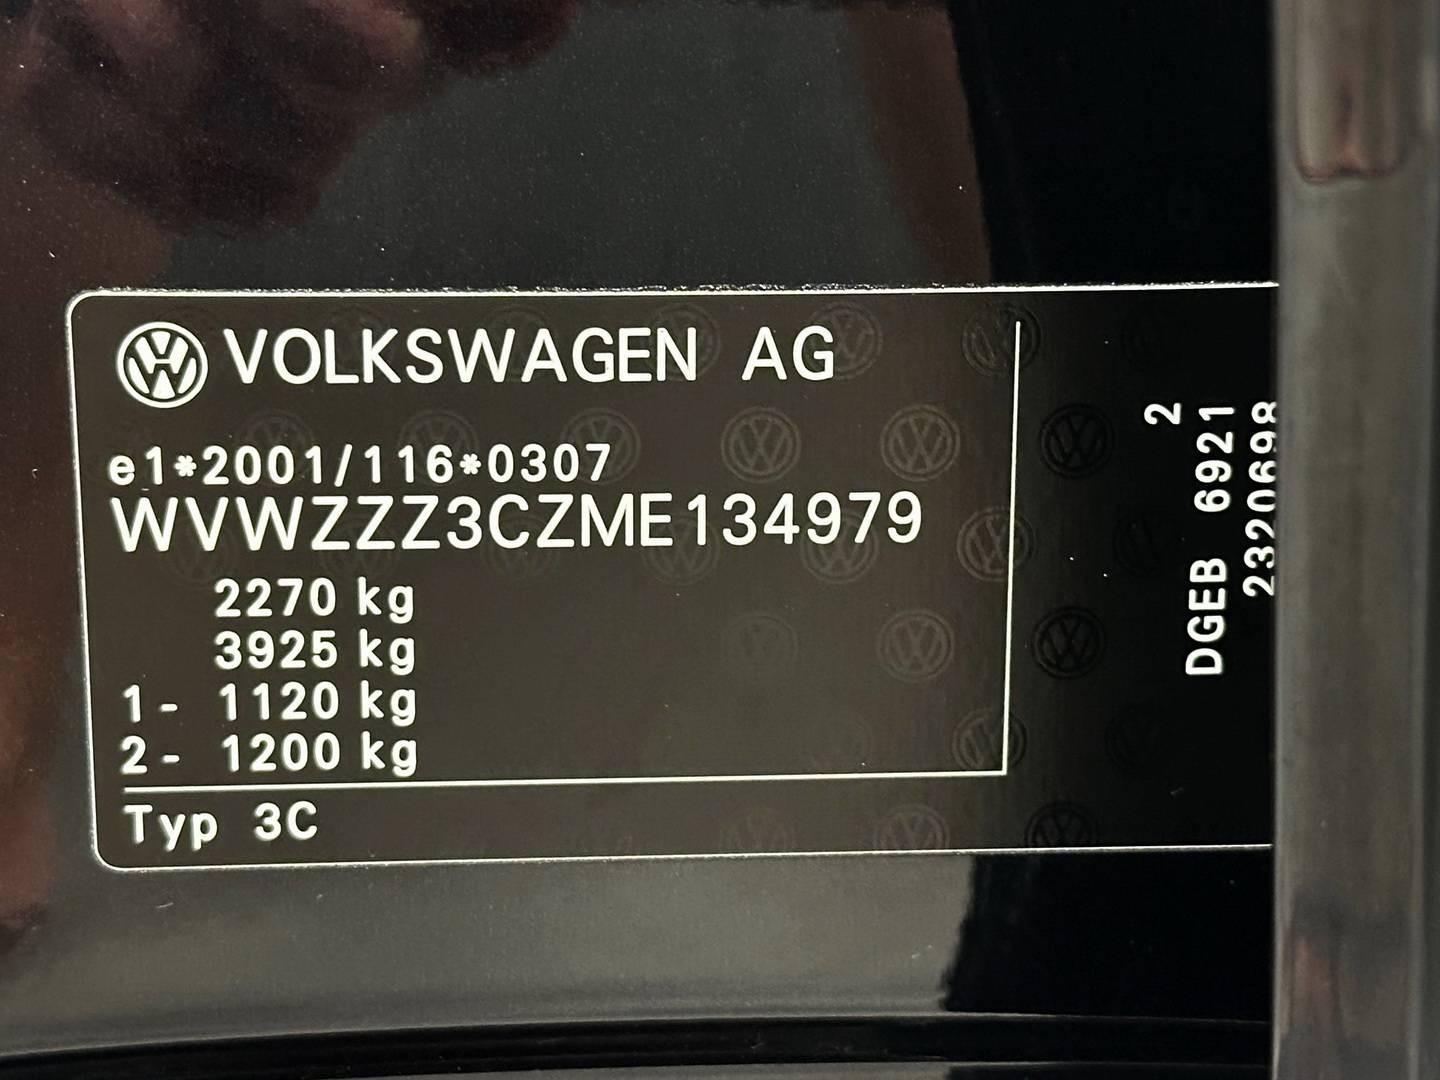 VOLKSWAGEN AG
e1*2001/116*0307
WVWZZZ3CZME134979
2270 kg
3925 kg
1- 1120 kg
2- 1200 kg
Typ 3C
2
DGEB 6921
2320698